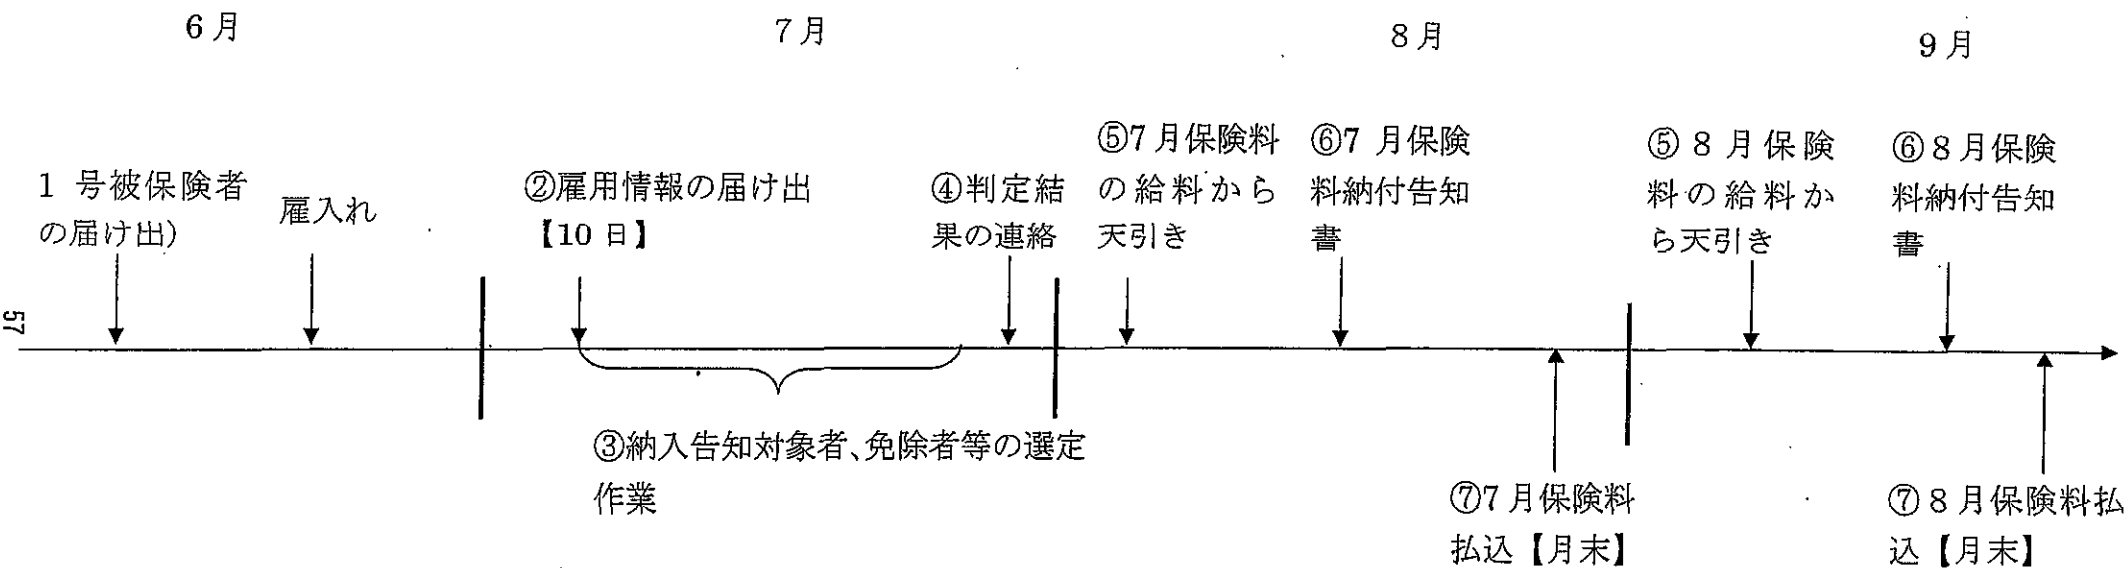 6月
7月
8月
9月
1 号被保険者
の届け出）
雇入れ
②雇用情報の届け出
【10 日】
④判定結
果の連絡
⑤7 月保険料
の給料から
天引き
⑥7 月保険
料納付告知
書
⑤ 8 月保険
料の給料か
ら天引き
⑥8月保険
料納付告知
書
③納入告知対象者、免除者等の選定
作業
⑦7月保険料
払込【月末】
⑦8月保険料払
込【月末】
57